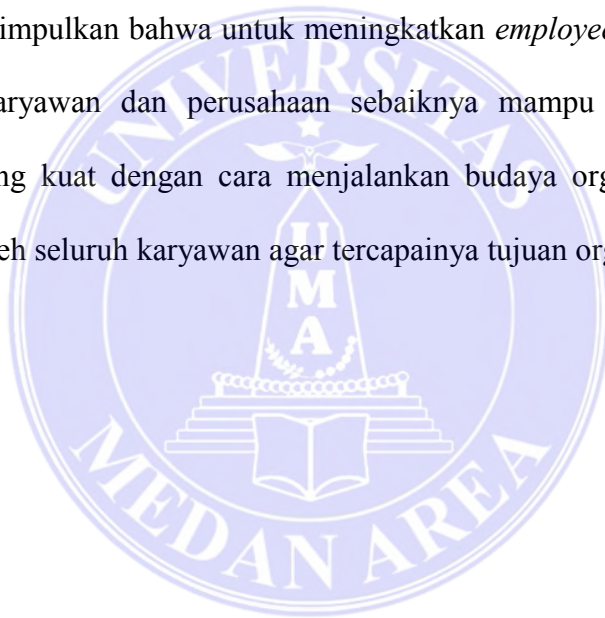 impulkan bahwa untuk meningkatkan employe
aryawan dan perusahaan sebaiknya mampu
ng kuat dengan cara menjalankan budaya org
eh seluruh karyawan agar tercapainya tujuan org
UNIVERSITAS
UMA
MEDAN AREA